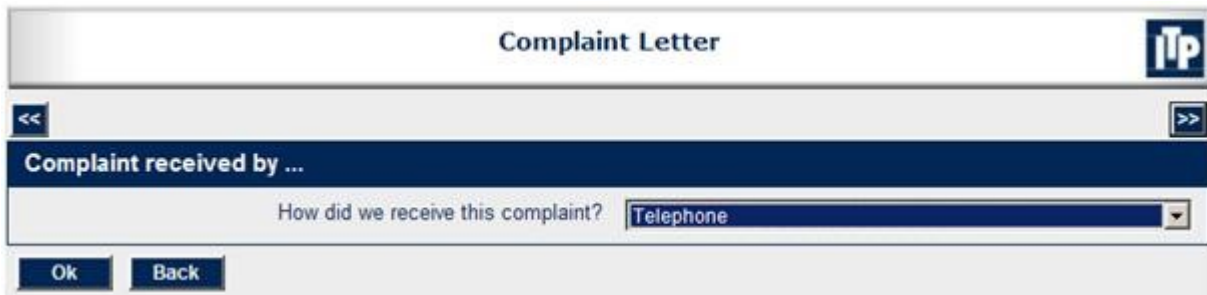 Complaint Letter
ITP
<<
>>
Complaint received by ...
How did we receive this complaint? Telephone
Ok Back